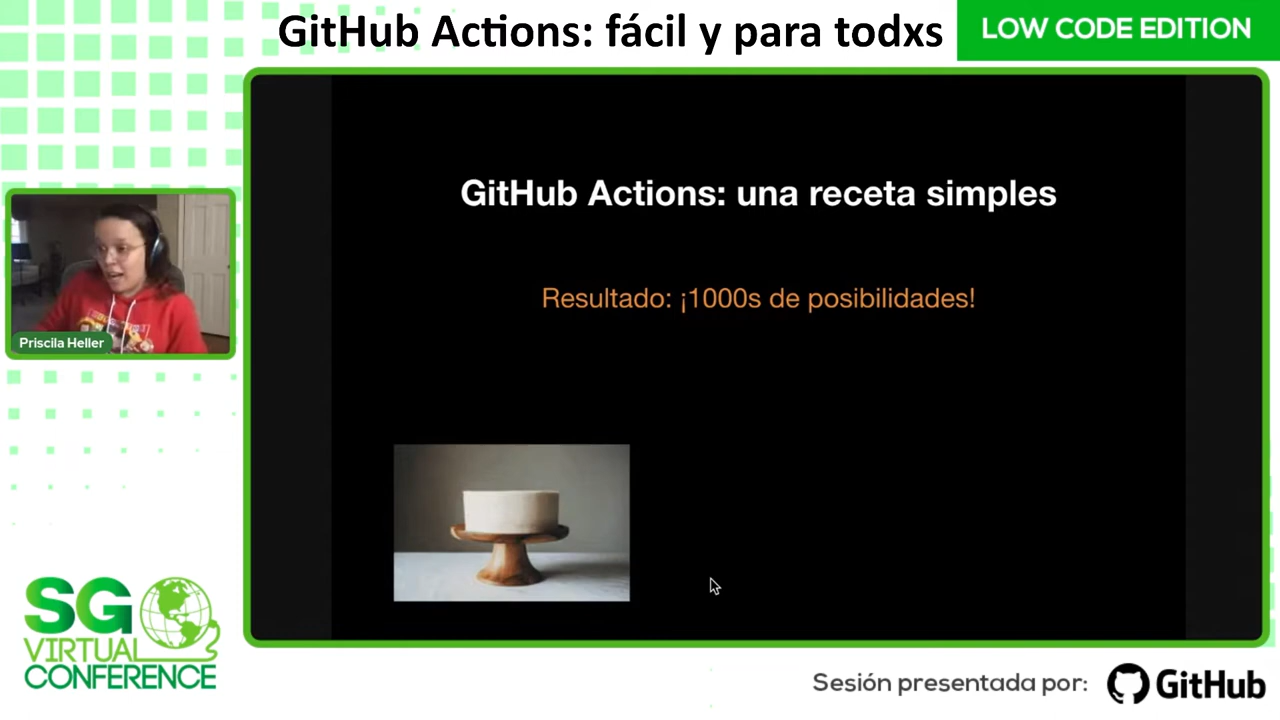 GitHub Actions: fácil y para todxs
LOW CODE EDITION
GitHub Actions: una receta simples
Resultado: ¡1000s de posibilidades!
Priscila Heller
SG
VIRTUAL
CONFERENCE
Sesión presentada por:
GitHub